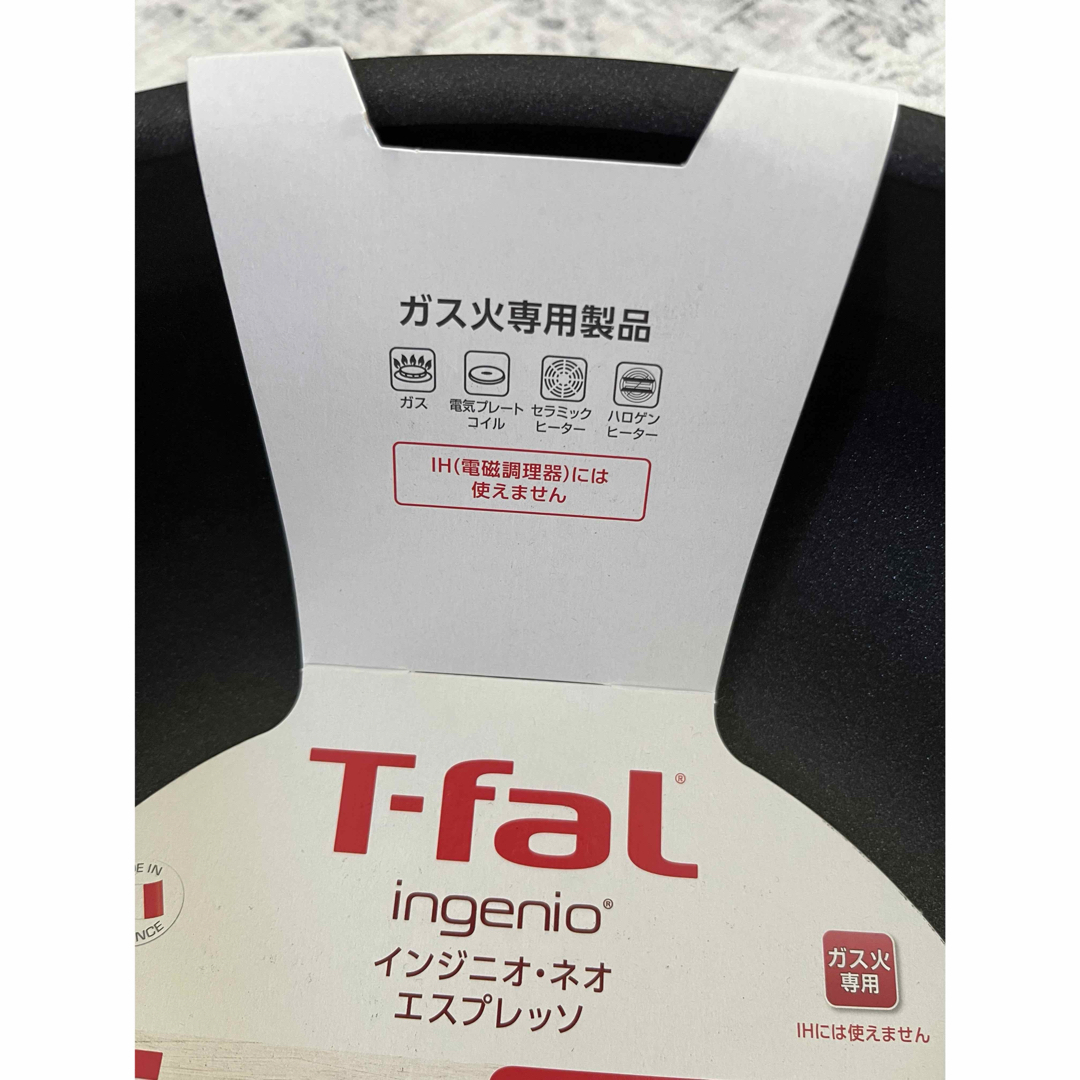 ガス火専用製品
ガス
電気プレート
コイル
セラミック
ヒーター
ハロゲン
ヒーター
IH(電磁調理器)には
使えません
T-fal®
ingenio®
インジニオ・ネオ
エスプレッソ
IN
ガス火
専用
IHには使えません